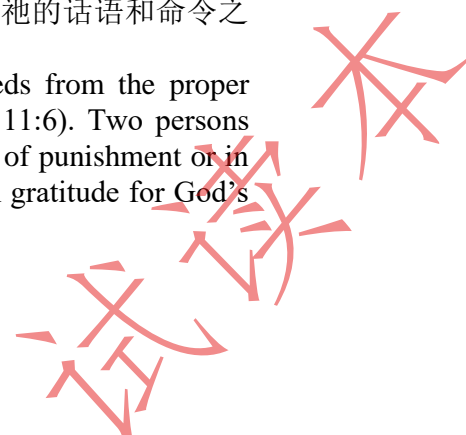 祂的话语和命令之
eds from the proper
11:6). Two persons
of punishment or in
gratitude for God's
试读本